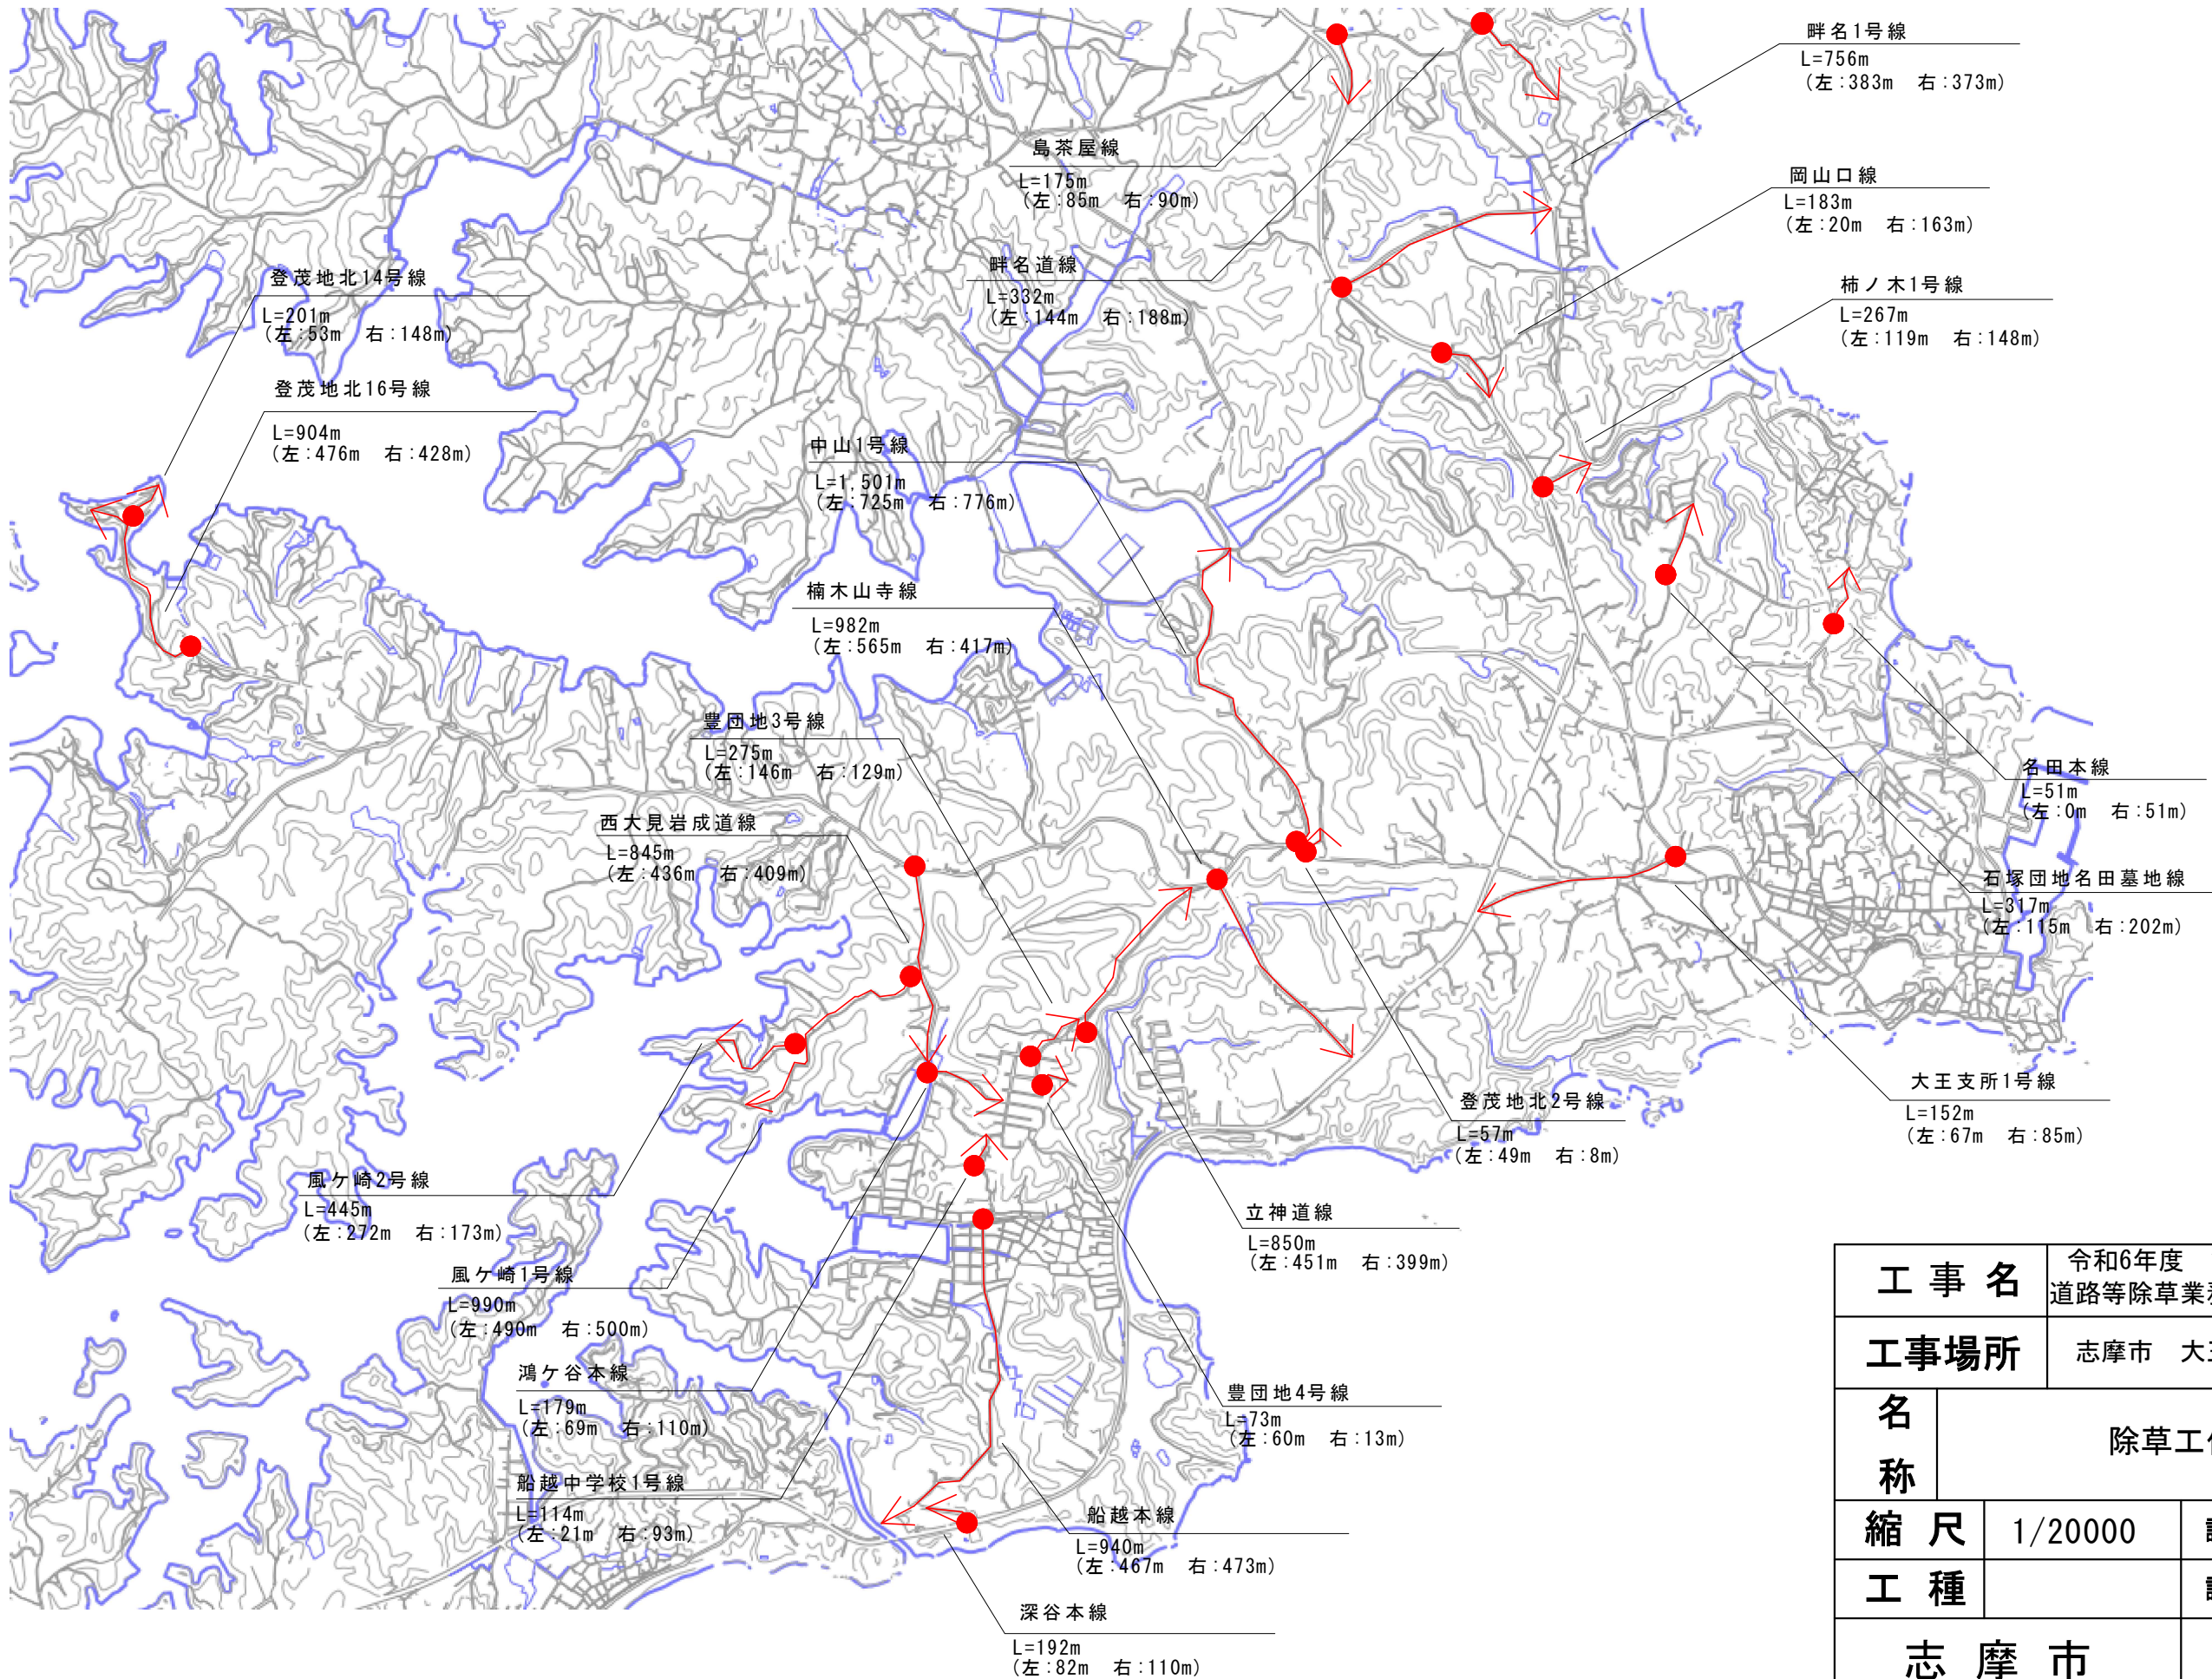 畔名1号線
L=756m
(左:383m 右:373m)
島茶屋線
L=175m
(左:85m 右:90m)
岡山口線
L=183m
(左:20m 右:163m)
畔名道線
L=332m
(左:144m 右:188m)
柿ノ木1号線
L=267m
(左:119m 右:148m)
登茂地北14号線
L=201m
(左:53m 右:148m)
登茂地北16号線
L=904m
(左:476m 右:428m)
中山1号線
L=1,501m
(左:725m 右:776m)
楠木山寺線
L=982m
(左:565m 右:417m)
豊団地3号線
L=275m
(左:146m 右:129m)
西大見岩成道線
L=845m
(左:436m 右:409m)
名田本線
L=51m
(左:0m 右:51m)
石塚団地名田墓地線
L=317m
(左:115m 右:202m)
大王支所1号線
L=152m
(左:67m 右:85m)
登茂地北2号線
L=57m
(左:49m 右:8m)
立神道線
L=850m
(左:451m 右:399m)
風ケ崎2号線
L=445m
(左:272m 右:173m)
風ケ崎1号線
L=990m
(左:490m 右:500m)
鴻ケ谷本線
L=179m
(左:69m 右:110m)
豊団地4号線
L=73m
(左:60m 右:13m)
船越中学校1号線
L=114m
(左:21m 右:93m)
船越本線
L=940m
(左:467m 右:473m)
深谷本線
L=192m
(左:82m 右:110m)
工事名 令和6年度
道路等除草業
工事場所 志摩市 大
名称 除草工
縮尺 1/20000
工種
志摩市